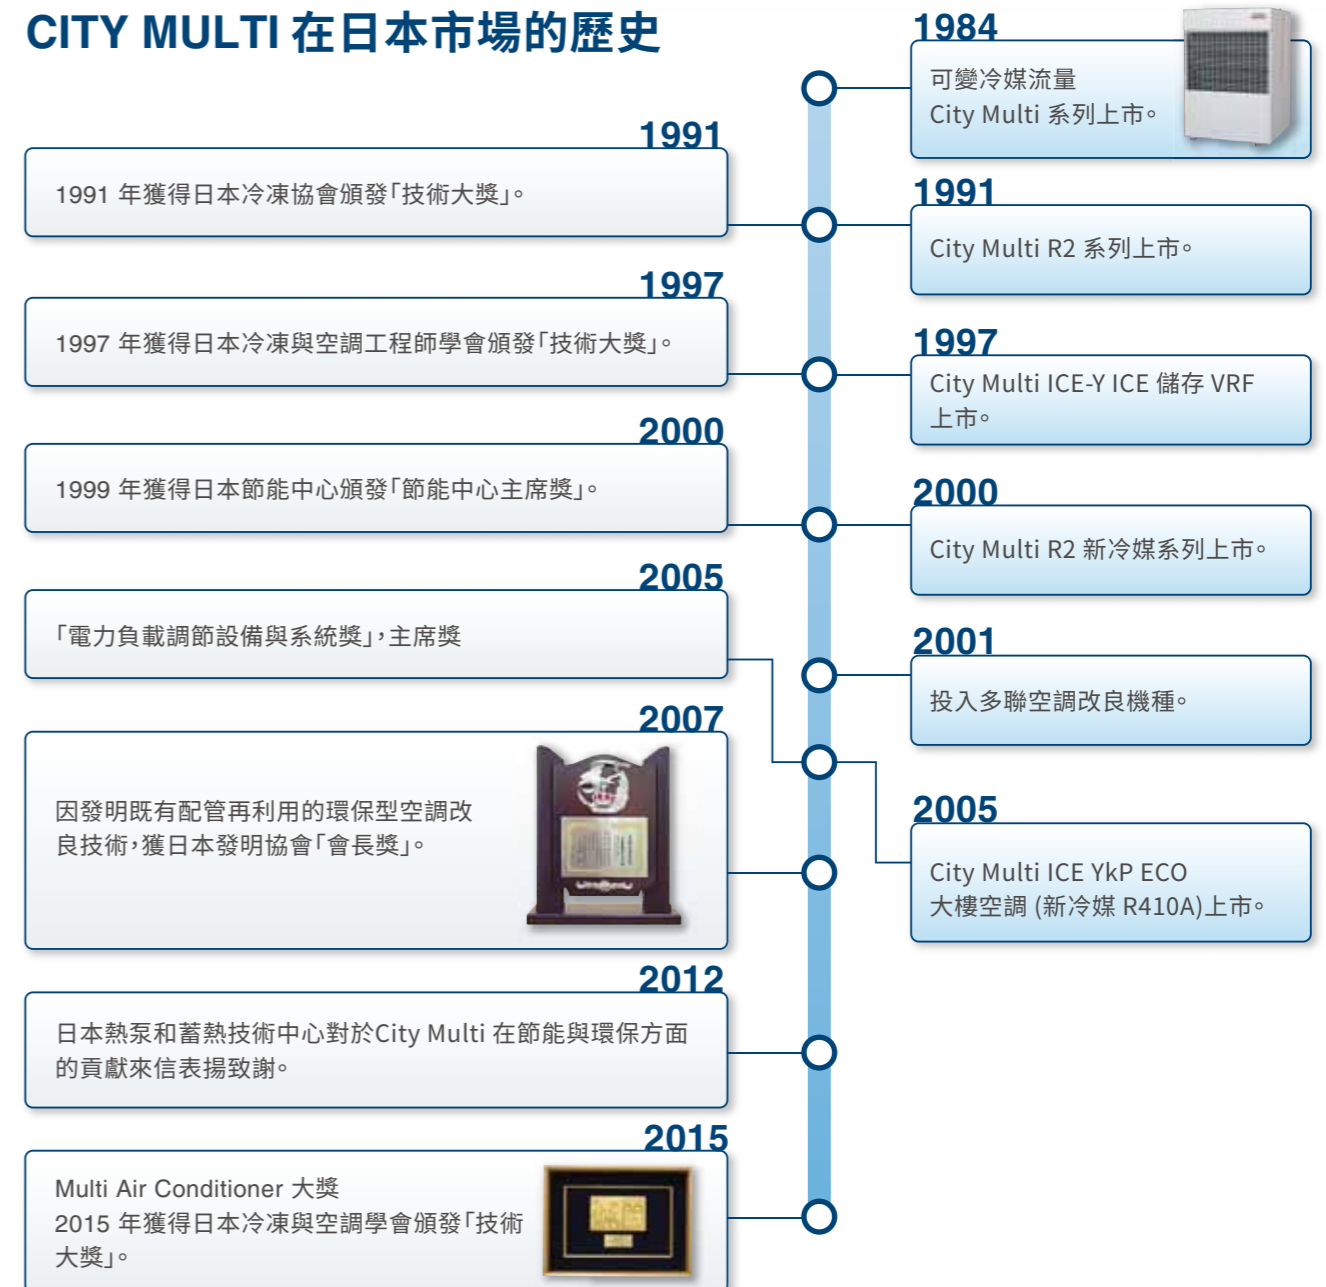 CITY MULTI 在日本市場的歷史
1984
可變冷媒流量
City Multi 系列上市。
1991
1991 年獲得日本冷凍協會頒發「技術大獎」。
1991
City Multi R2 系列上市。
1997
1997 年獲得日本冷凍與空調工程師學會頒發「技術大獎」。
1997
City Multi ICE-Y ICE 儲存 VRF
上市。
2000
1999 年獲得日本節能中心頒發「節能中心主席獎」。
2000
City Multi R2 新冷媒系列上市。
2005
「電力負載調節設備與系統獎」,主席獎
2001
投入多聯空調改良機種。
2007
因發明既有配管再利用的環保型空調改
良技術,獲日本發明協會「會長獎」。
2005
City Multi ICE YkP ECO
大樓空調 (新冷媒 R410A)上市。
2012
日本熱泵和蓄熱技術中心對於City Multi 在節能與環保方面
的貢獻來信表揚致謝。
2015
Multi Air Conditioner 大獎
2015 年獲得日本冷凍與空調學會頒發「技術
大獎」。